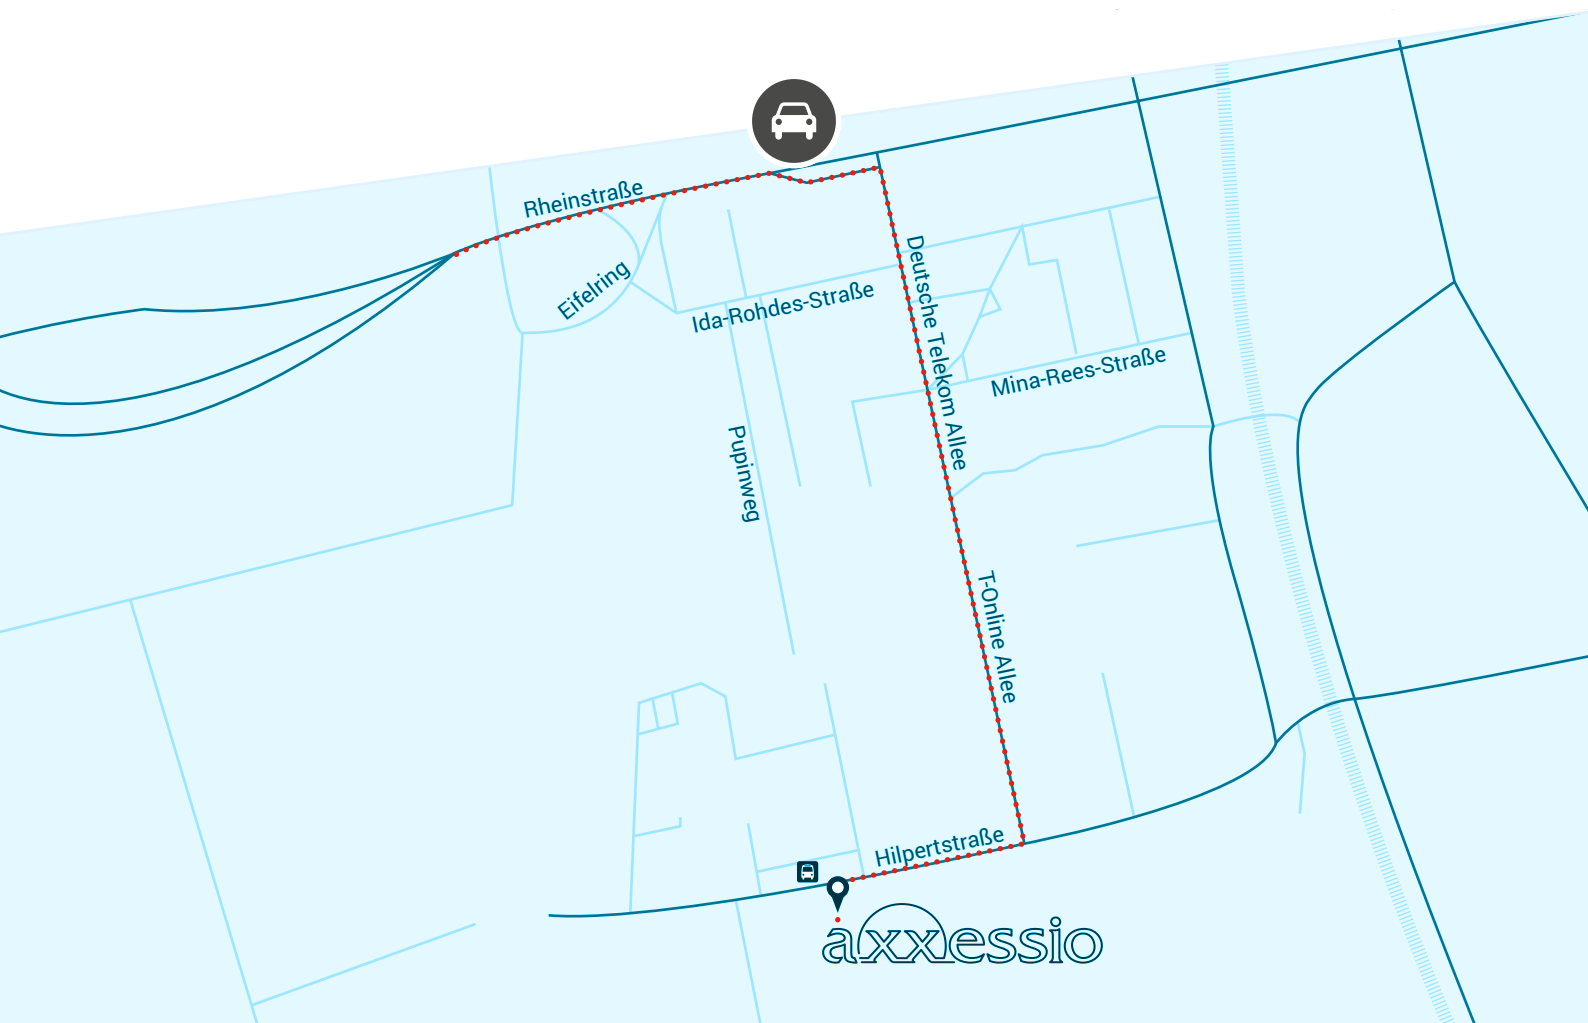 Rheinstraße
Eifelring
Ida-Rohdes-Straße
Deutsche Telekom Allee
Mina-Rees-Straße
Pupinweg
T-Online Allee
Hilpertstraße
axxessio